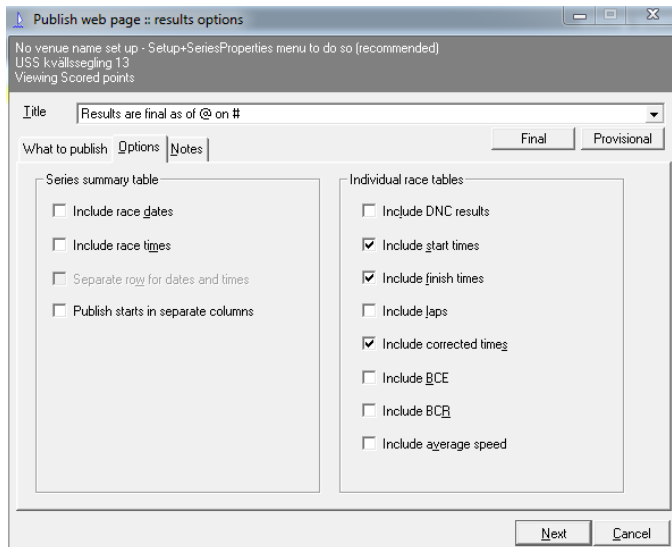 Publish web page :: results options
No venue name set up - Setup+SeriesProperties menu to do so (recommended)
USS kvällssegling 13
Viewing Scored points
Title
Results are final as of @ on #
Final
Provisional
What to publish
Options
Notes
Series summary table
Include race dates
Include race times
Separate row for dates and times
Publish starts in separate columns
Individual race tables
Include DNC results
Include start times
Include finish times
Include laps
Include corrected times
Include BCE
Include BCR
Include average speed
Next
Cancel